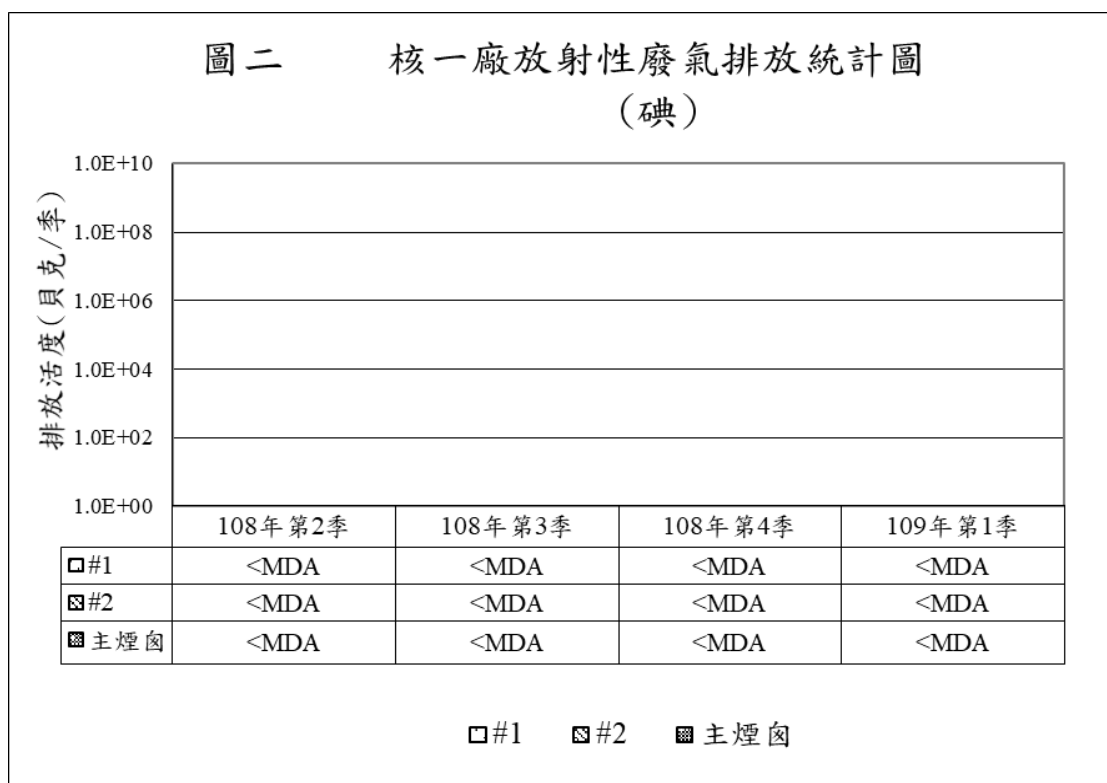 圖二 核一廠放射性廢氣排放統計圖
(碘)
排放活度(貝克/季)
1.0E+10
1.0E+08
1.0E+06
1.0E+04
1.0E+02
1.0E+00
108年第2季 108年第3季 108年第4季 109年第1季
#1 <MDA <MDA <MDA <MDA
#2 <MDA <MDA <MDA <MDA
主煙囪 <MDA <MDA <MDA <MDA
#1 #2 主煙囪